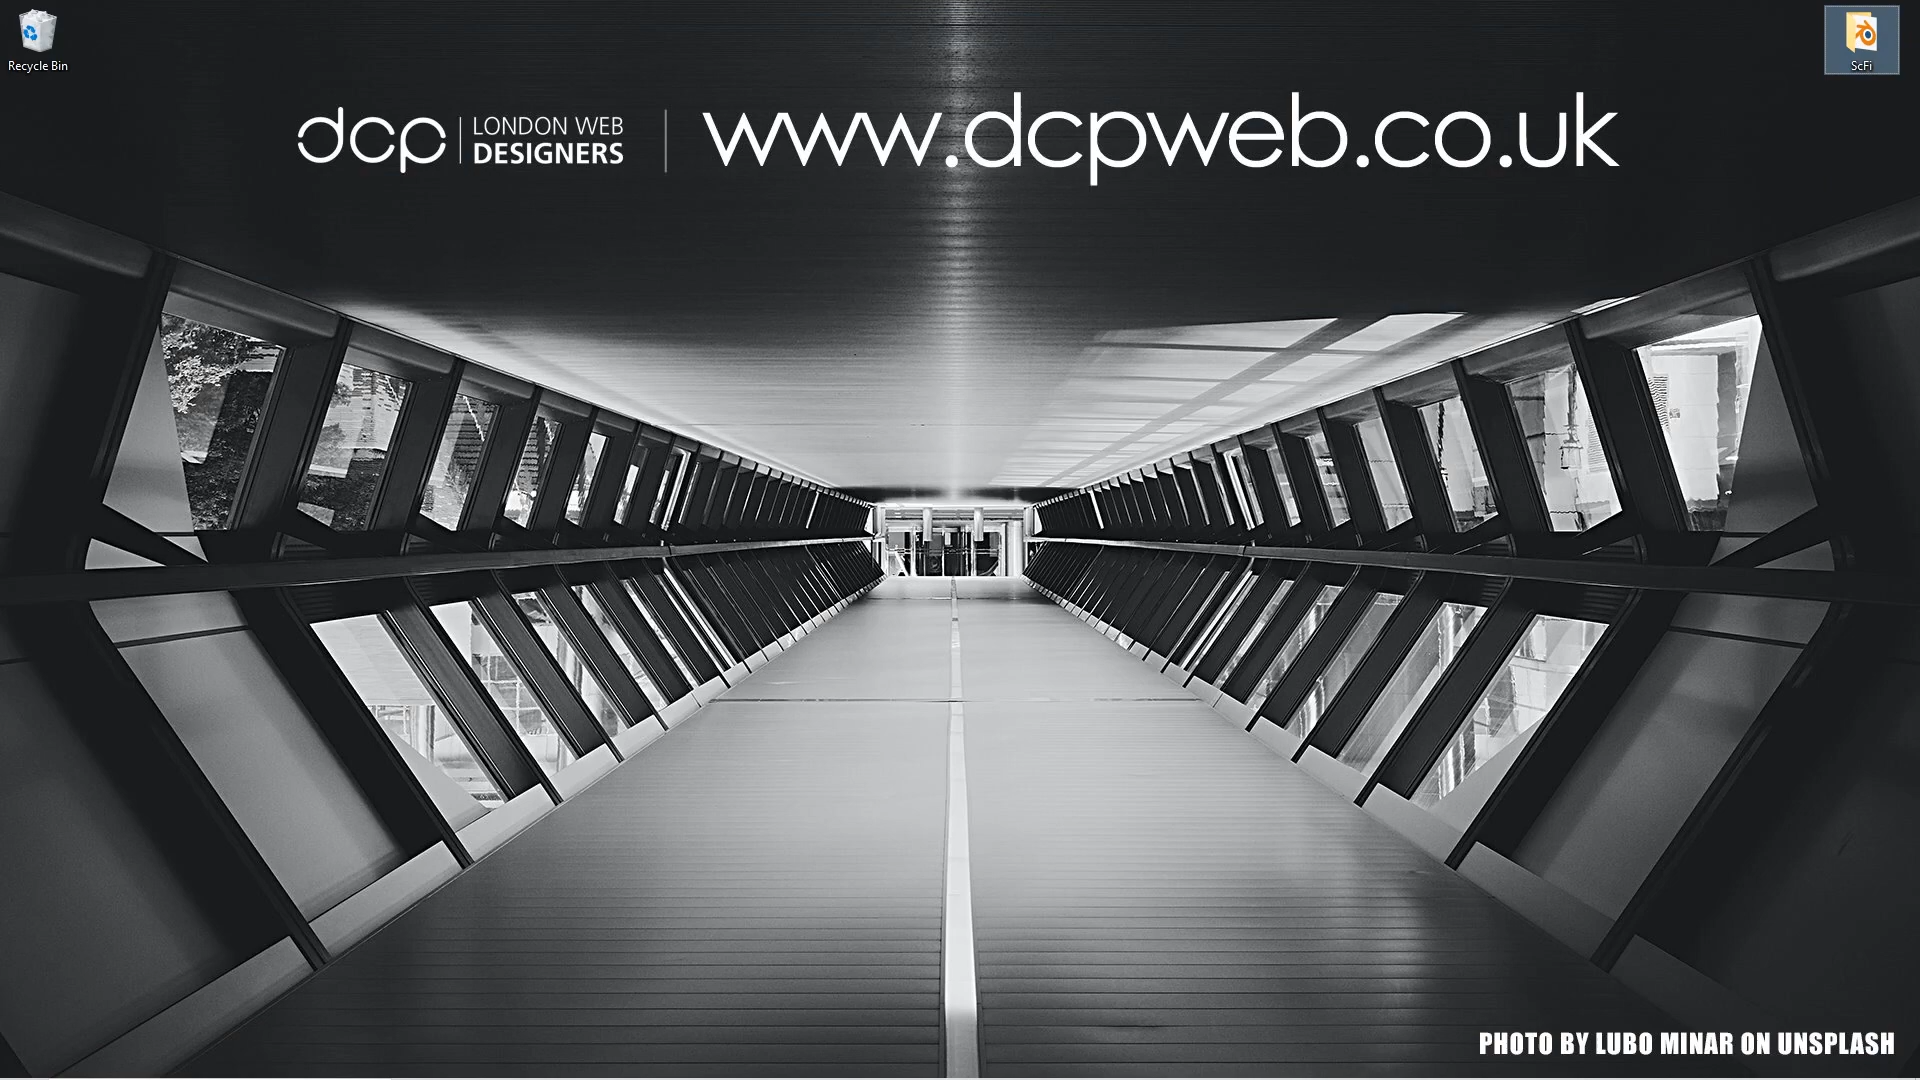 Recycle Bin
ScFi
dcp
LONDON WEB
DESIGNERS
www.dcpweb.co.uk
PHOTO BY LUBO MINAR ON UNSPLASH